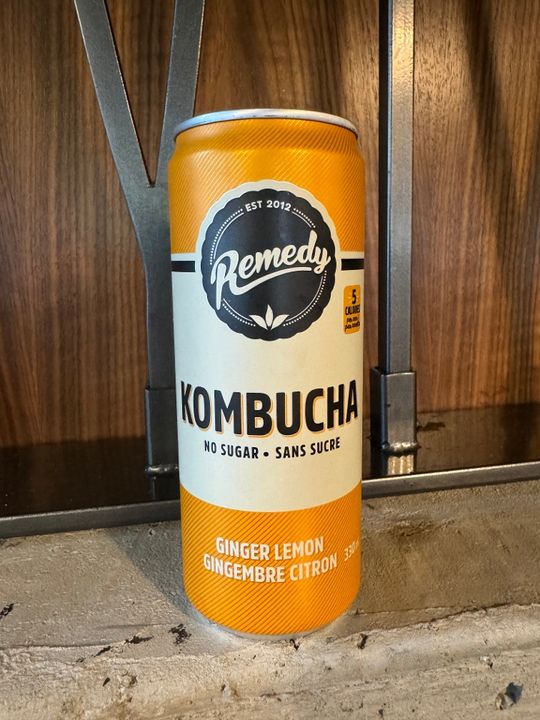 EST 2012
Remedy
5
CALORIES
KOMBUCHA
NO SUGAR • SANS SUCRE
GINGER LEMON
GINGEMBRE CITRON
330